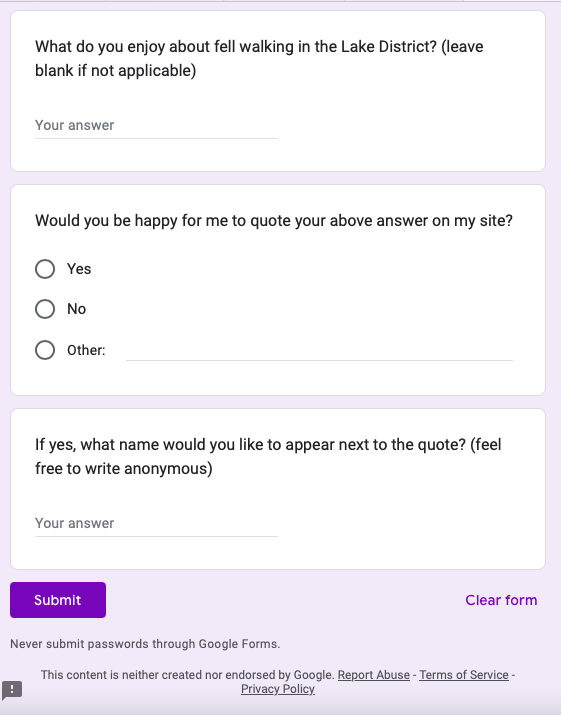 What do you enjoy about fell walking in the Lake District? (leave
blank if not applicable)
Your answer
Would you be happy for me to quote your above answer on my site?
Yes
No
Other:
If yes, what name would you like to appear next to the quote? (feel
free to write anonymous)
Your answer
Submit
Clear form
Never submit passwords through Google Forms.
This content is neither created nor endorsed by Google. Report Abuse - Terms of Service -
Privacy Policy